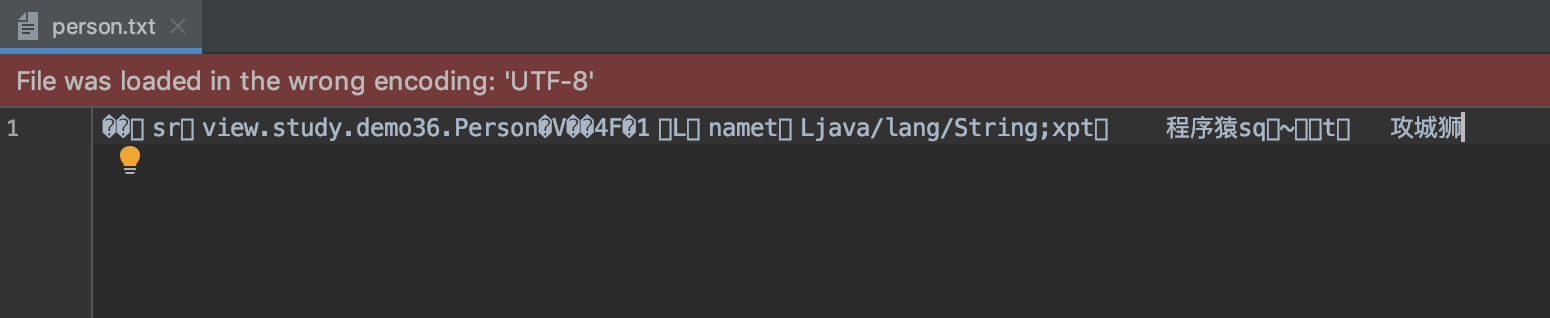 person.txt
File was loaded in the wrong encoding: 'UTF-8'
1
��▯ sr▯ view.study.demo36.Person�V��4F�1 ▯L▯ namet▯ Ljava/lang/String;xpt▯ 程序猿sq▯~▯▯t▯ 攻城狮